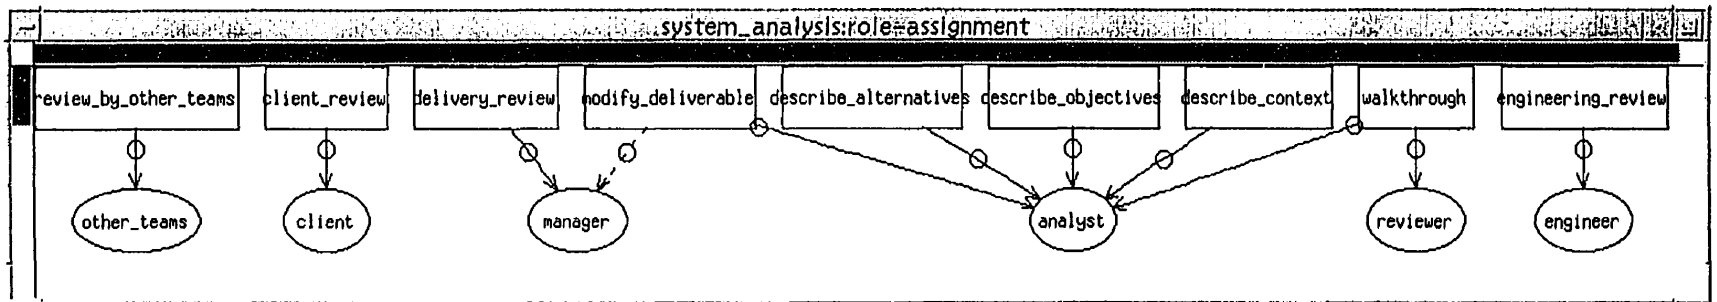 system_analysis:role=assignment
review_by_other_teams
client_review
delivery_review
modify_deliverable
describe_alternatives
describe_objectives
describe_context
walkthrough
engineering_review
other_teams
client
manager
analyst
reviewer
engineer